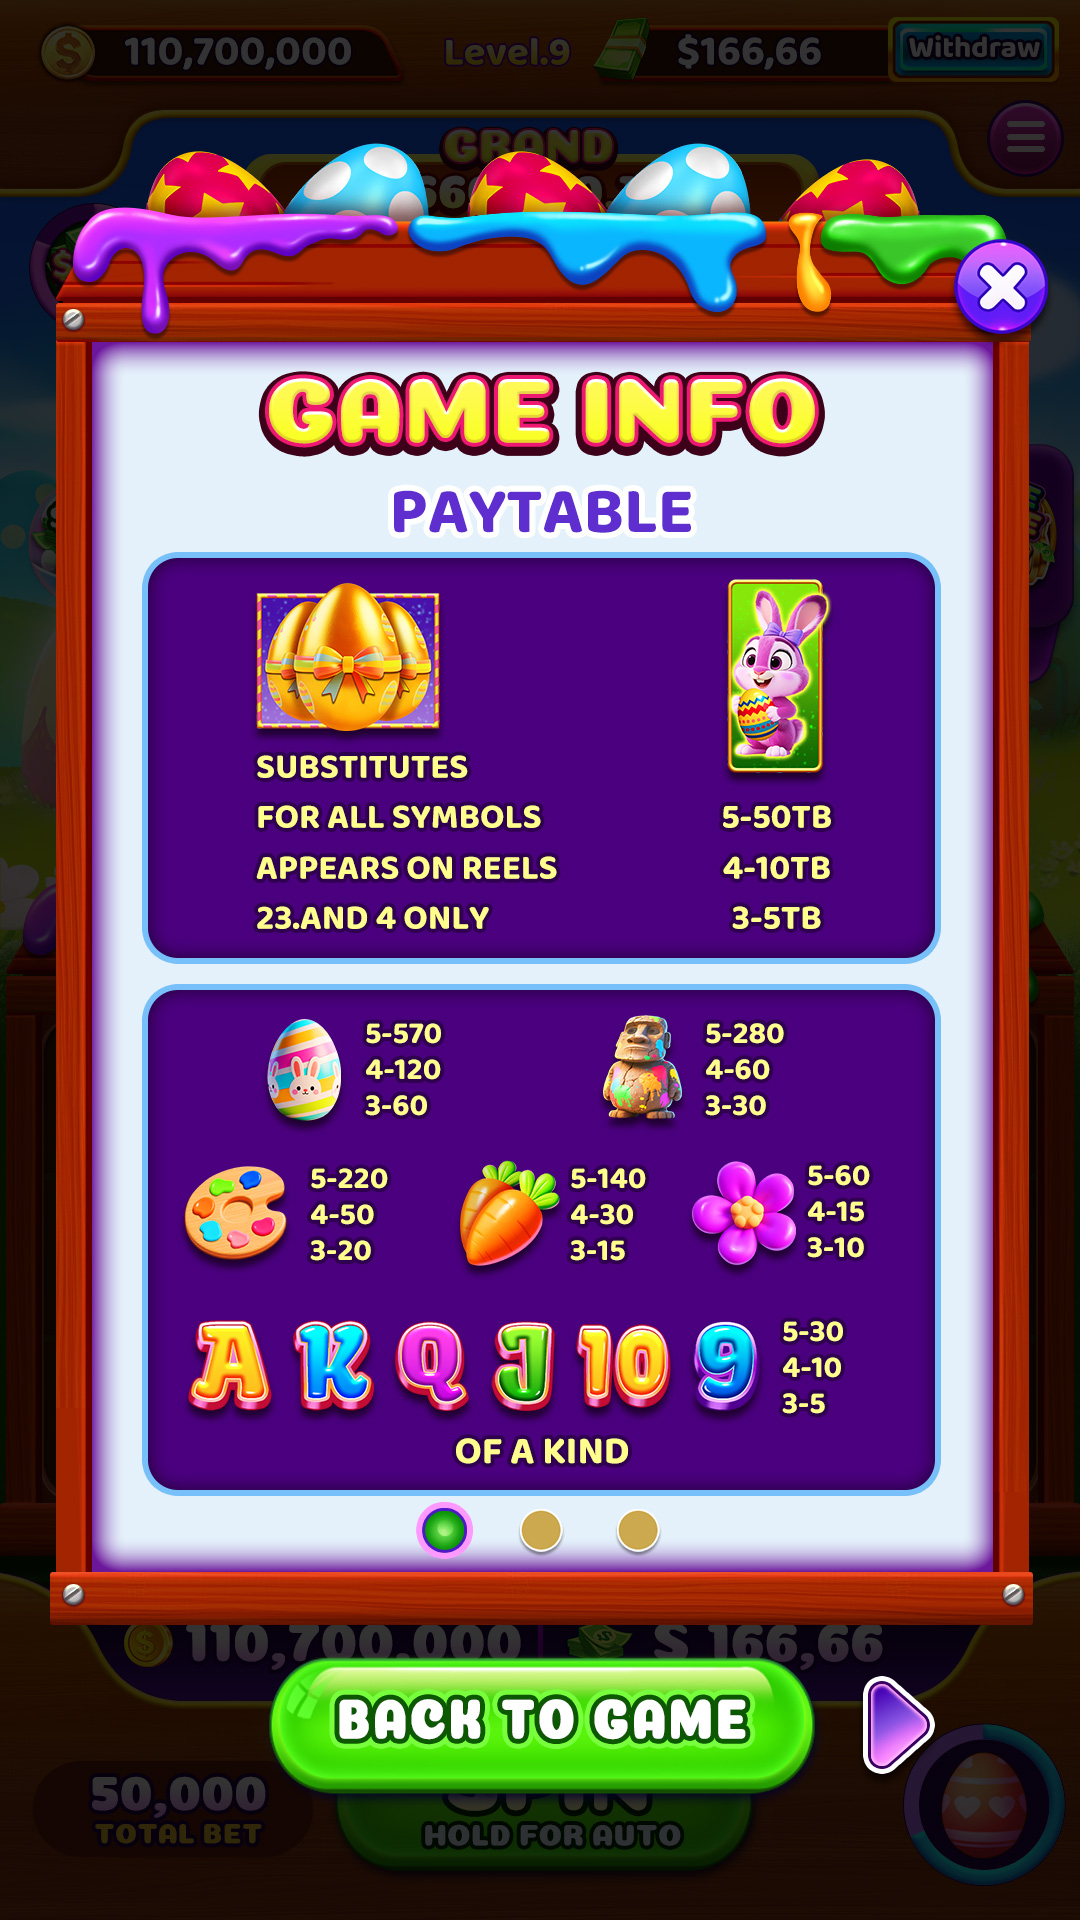 110,700,000
Level.9
$166,66
Withdraw
GRAND
GAME INFO
PAYTABLE
SUBSTITUTES
FOR ALL SYMBOLS
APPEARS ON REELS
23.AND 4 ONLY
5-50TB
4-10TB
3-5TB
5-570
4-120
3-60
5-280
4-60
3-30
5-220
4-50
3-20
5-140
4-30
3-15
5-60
4-15
3-10
A K Q J 10 9
5-30
4-10
3-5
OF A KIND
110,700,000
$ 166,66
BACK TO GAME
50,000
TOTAL BET
SPIN
HOLD FOR AUTO